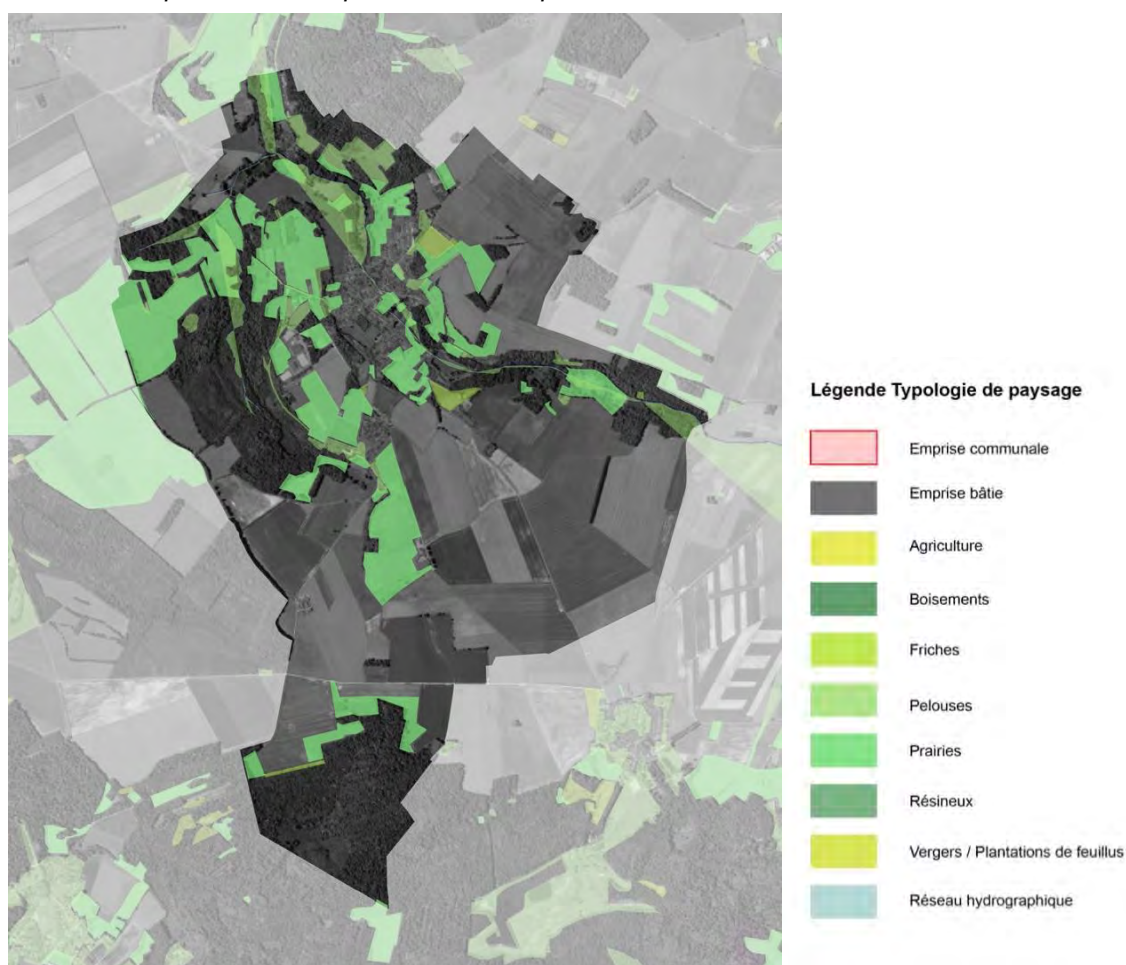 Légende Typologie de paysage
Emprise communale
Emprise bâtie
Agriculture
Boisements
Friches
Pelouses
Prairies
Résineux
Vergers / Plantations de feuillus
Réseau hydrographique